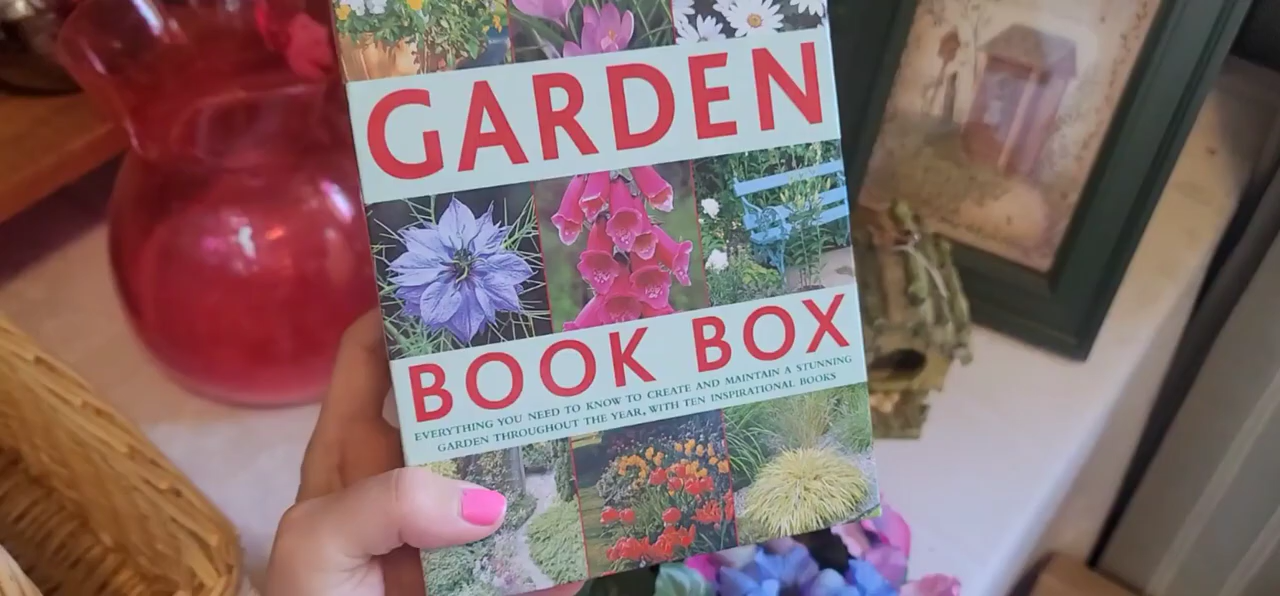 GARDEN
BOOK BOX
EVERYTHING YOU NEED TO KNOW TO CREATE AND MAINTAIN A STUNNING
GARDEN THROUGHOUT THE YEAR, WITH TEN INSPIRATIONAL BOOKS